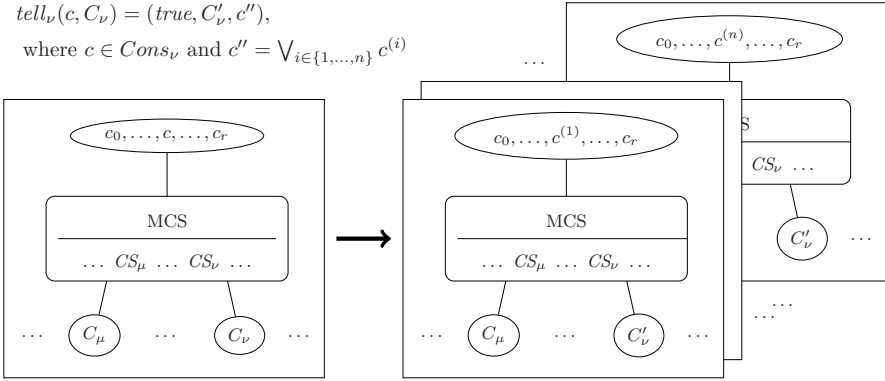 tell_ν(c, C_ν) = (true, C′_ν, c″),
where c ∈ Cons_ν and c″ = ⋁_{i∈{1,...,n}} c^{(i)}
c_0, . . . , c, . . . , c_r
MCS
. . . CS_μ . . . CS_ν . . .
. . . C_μ . . . C_ν . . .
c_0, . . . , c^{(1)}, . . . , c_r
MCS
. . . CS_μ . . . CS_ν . . .
. . . C_μ . . . C′_ν . . .
. . .
c_0, . . . , c^{(n)}, . . . , c_r
S
CS_ν . . .
C′_ν . . .
. . .
. . .